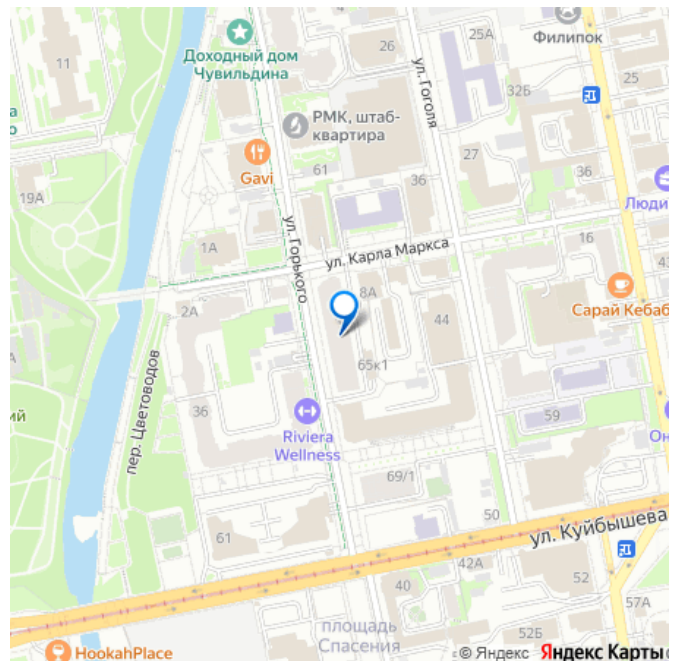 Доходный дом
Чувильдина
11
26
25А
Филипок
32Б
25
ул. Гоголя
РМК, штаб-
квартира
Gavi
61
36
27
36
Люди
19А
1А
ул. Горького
ул. Карла Маркса
16
43
2А
8А
Сарай Кебаб
44
65к1
пер. Цветоводов
36
ий
Riviera
Wellness
59
Он
69/1
61
50
ул. Куйбышева
42А
40
52
57А
площадь
Спасения
52Б
HookahPlace
© Яндекс Яндекс Карты